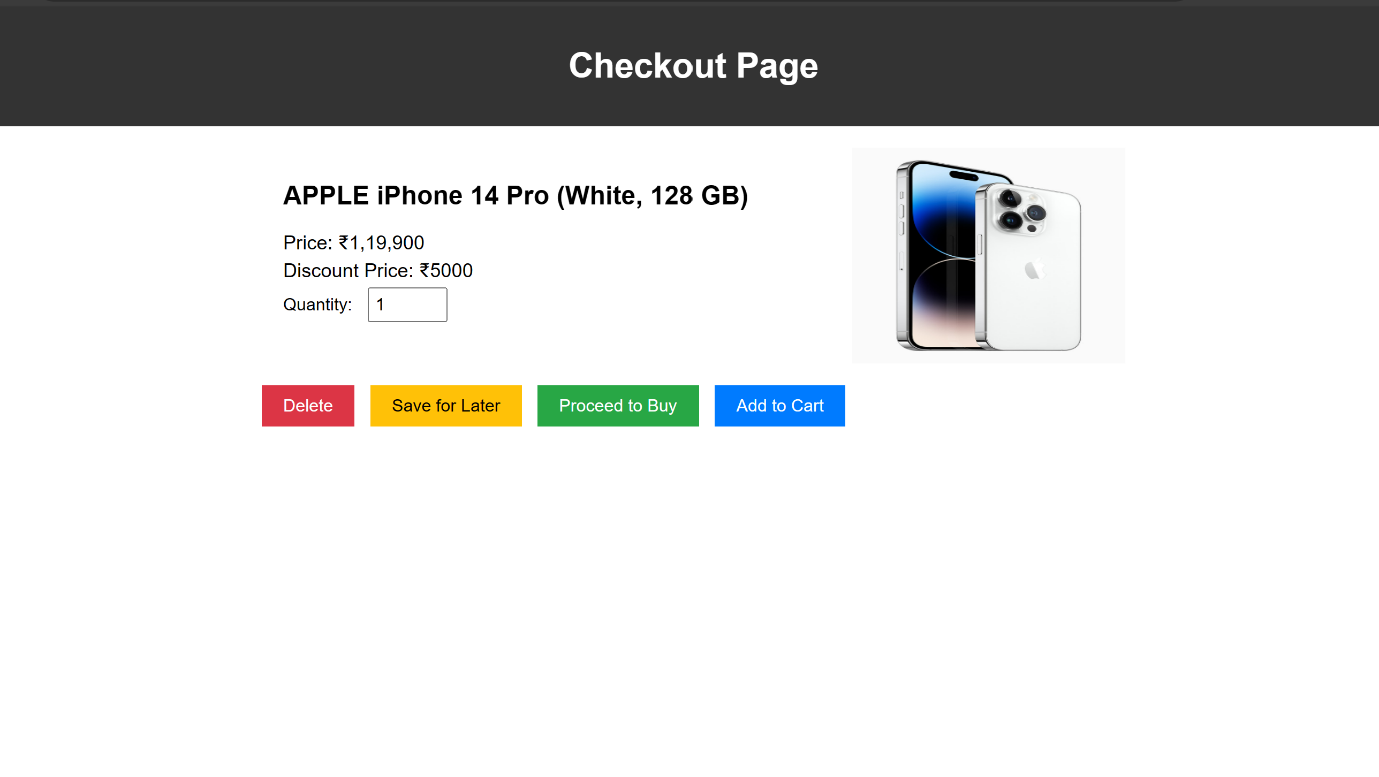 Checkout Page
APPLE iPhone 14 Pro (White, 128 GB)
Price: ₹1,19,900
Discount Price: ₹5000
Quantity: 1
Delete Save for Later Proceed to Buy Add to Cart